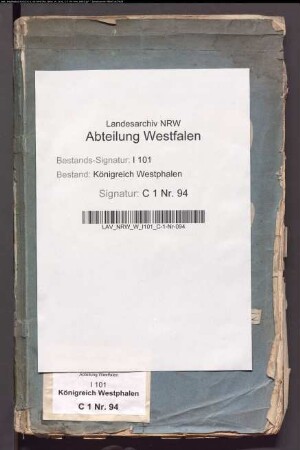 Landesarchiv NRW
Abteilung Westfalen
Bestands-Signatur: I 101
Bestand: Königreich Westphalen
Signatur: C 1 Nr. 94
LAV_NRW_W_I101_C-1-Nr-094
Abteilung Westfalen
I 101
Königreich Westphalen
C 1 Nr. 94